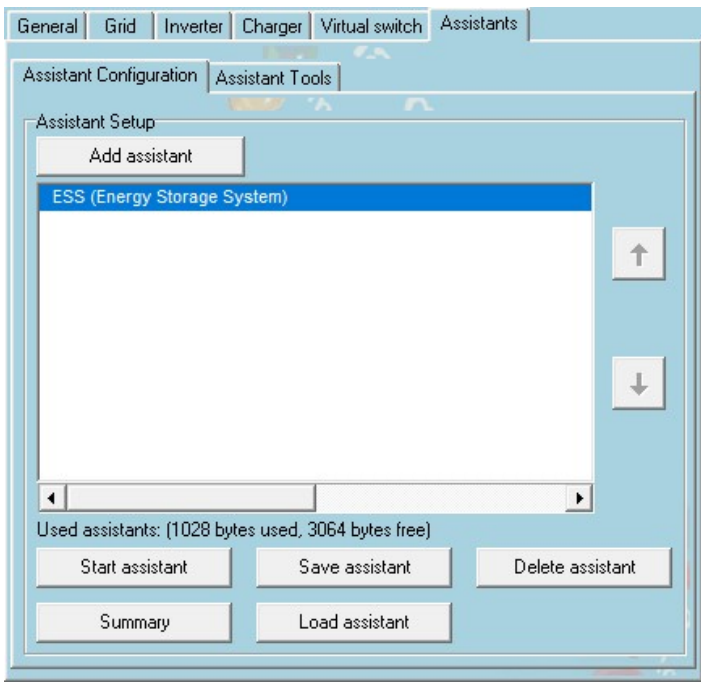 General Grid Inverter Charger Virtual switch Assistants
Assistant Configuration Assistant Tools
Assistant Setup
Add assistant
ESS (Energy Storage System)
Used assistants: (1028 bytes used, 3064 bytes free)
Start assistant Save assistant Delete assistant
Summary Load assistant